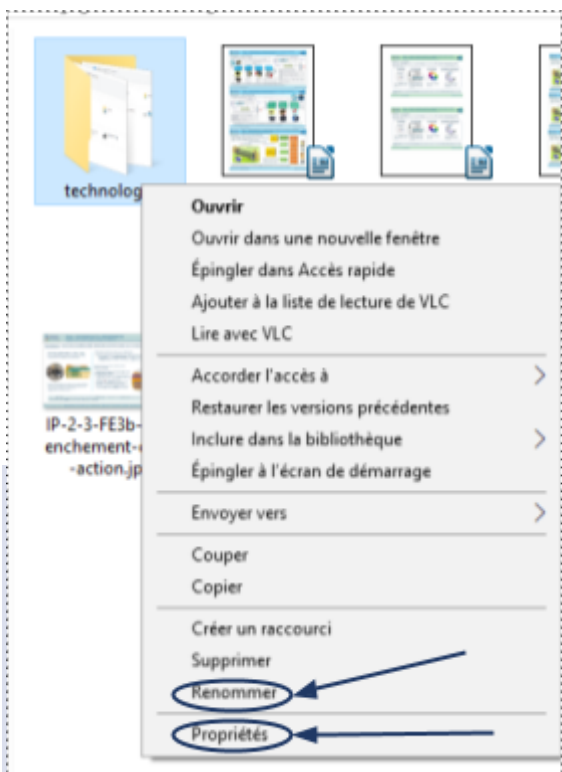 technolog
Ouvrir
Ouvrir dans une nouvelle fenêtre
Épingler dans Accès rapide
Ajouter à la liste de lecture de VLC
Lire avec VLC
Accorder l'accès à
Restaurer les versions précédentes
Inclure dans la bibliothèque
Épingler à l'écran de démarrage
Envoyer vers
Couper
Copier
Créer un raccourci
Supprimer
Renommer
Propriétés
IP-2-3-FE3b-
enchement-
-action.jp